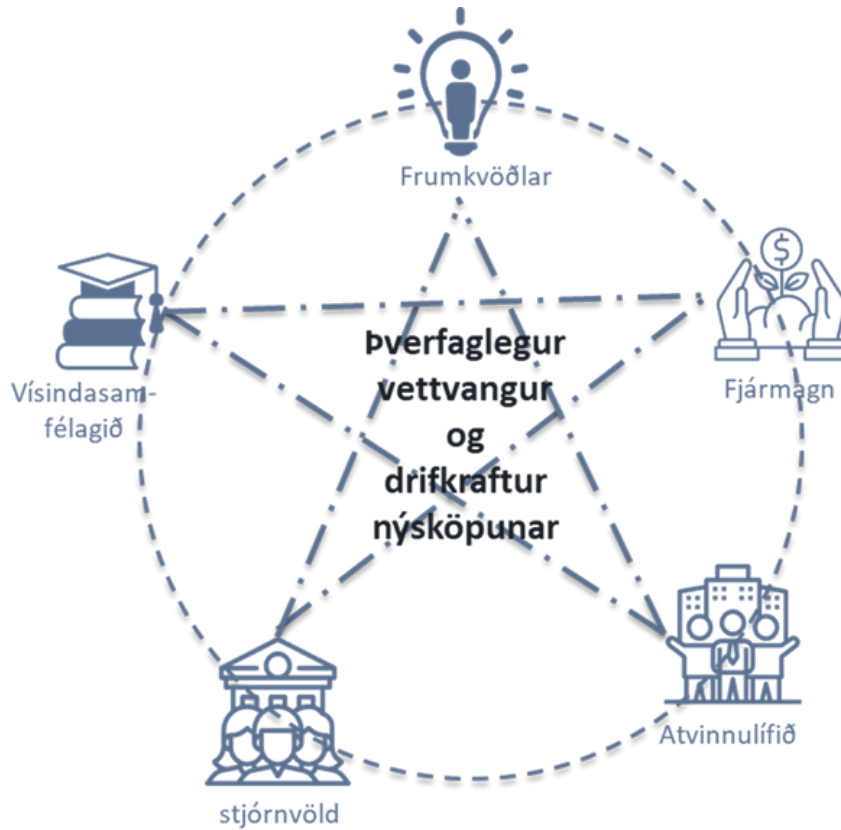 Frumkvöðlar
Vísindasam-
félagið
Fjármagn
Þverfaglegur
vettvangur
og
drifkraftur
nýsköpunar
Atvinnulífið
stjórnvöld
$